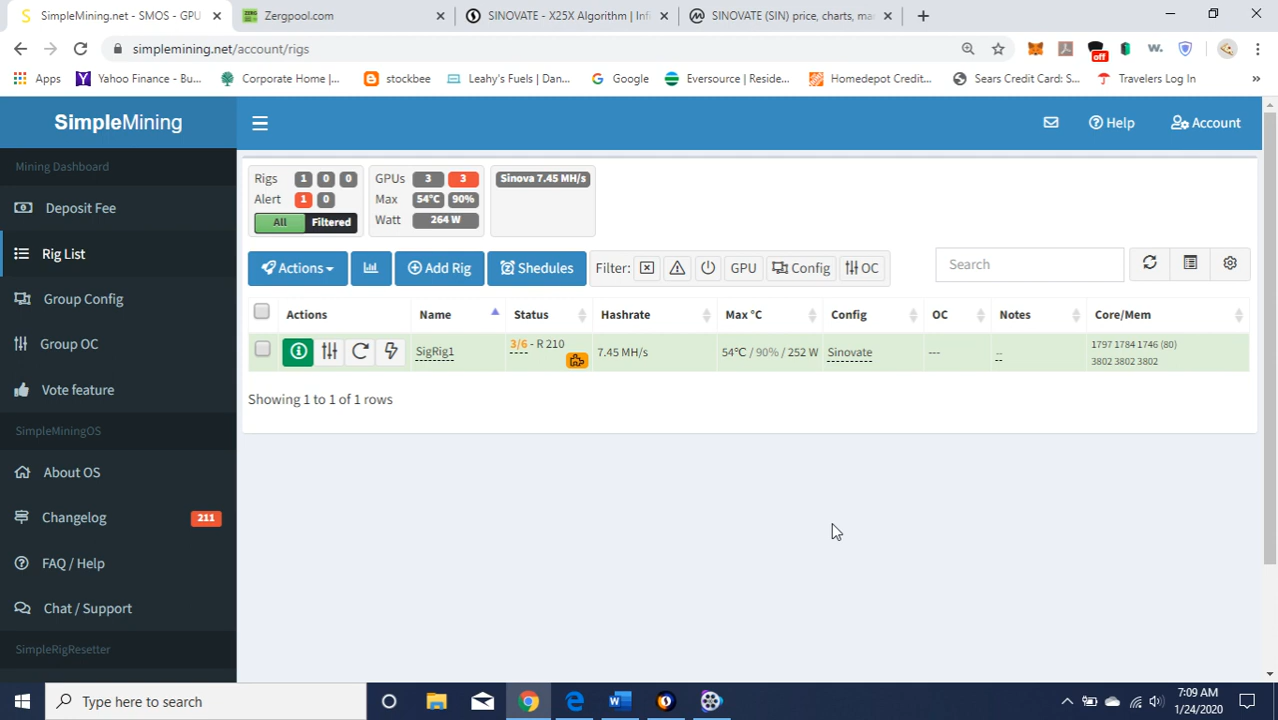 SimpleMining.net - SMOS - GPU
Zergpool.com
SINOVATE - X25X Algorithm | Infi
SINOVATE (SIN) price, charts, ma
simplemining.net/account/rigs
Apps
Yahoo Finance - Bu...
Corporate Home |...
stockbee
Leahy's Fuels | Dan...
Google
Eversource | Reside...
Homedepot Credit...
Sears Credit Card: S...
Travelers Log In
off
SimpleMining
Help
Account
Mining Dashboard
Deposit Fee
Rig List
Group Config
Group OC
Vote feature
SimpleMiningOS
About OS
Changelog
211
FAQ / Help
Chat / Support
SimpleRigResetter
Rigs 1 0 0
Alert 1 0
All Filtered
GPUs 3 3
Max 54°C 90%
Watt 264 W
Sinova 7.45 MH/s
Actions
Add Rig
Shedules
Filter:
GPU
Config
OC
Search
Actions Name Status Hashrate Max °C Config OC Notes Core/Mem
SigRig1 3/6 - R 210 7.45 MH/s 54°C / 90% / 252 W Sinovate --- .. 1797 1784 1746 (80)
3802 3802 3802
Showing 1 to 1 of 1 rows
Type here to search
7:09 AM
1/24/2020